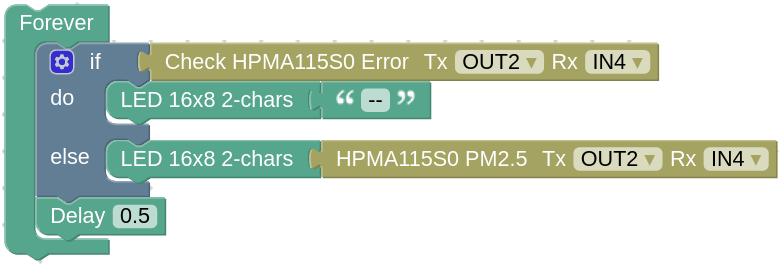 Forever
if Check HPMA115S0 Error Tx OUT2 ▾ Rx IN4 ▾
do LED 16x8 2-chars “ -- ”
else LED 16x8 2-chars HPMA115S0 PM2.5 Tx OUT2 ▾ Rx IN4 ▾
Delay 0.5